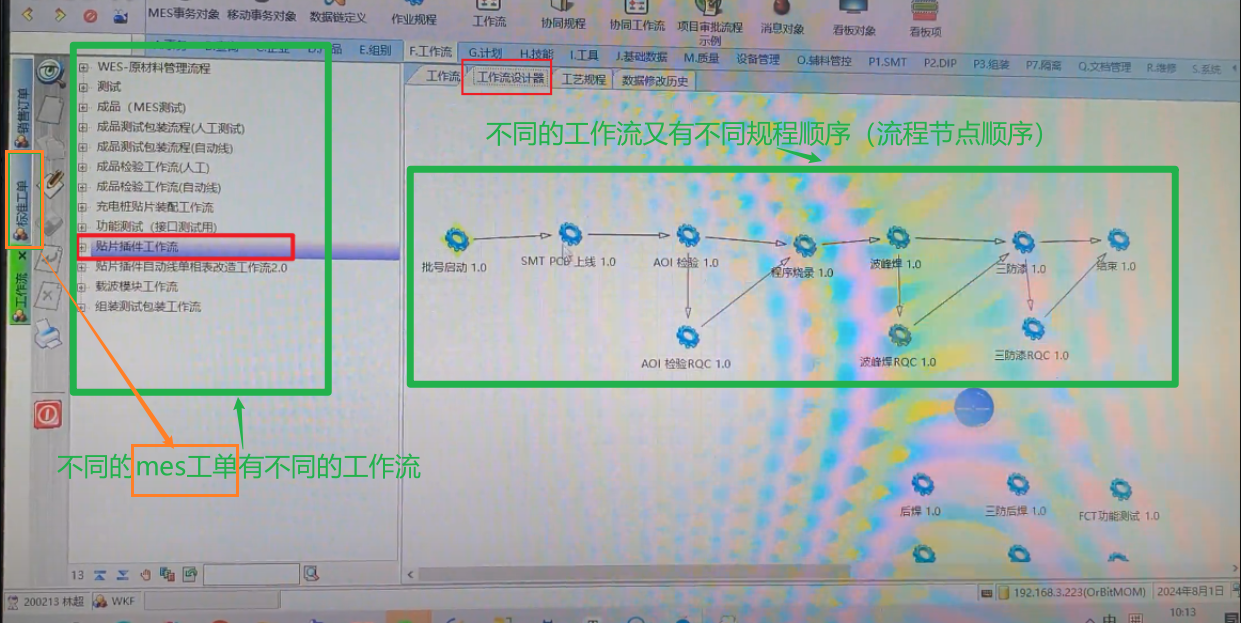 MES事务对象 移动事务对象 数据链定义 作业规程 工作流 协同规程 协同工作流 项目审批流程示例 消息对象 看板对象 看板项
E.组别 F.工作流 G.计划 H.技能 I.工具 J.基础数据 M.质量 设备管理 O.辅料管控 P1.SMT P2.DIP P3.组装 P7.隔离 Q.文档管理 R.维修 S.系统
工作流 工作流设计器 工艺规程 数据修改历史
销售订单
标准工单
工作流
WES-原材料管理流程
测试
成品（MES测试)
成品测试包装流程(人工测试)
成品测试包装流程(自动线)
成品检验工作流(人工)
成品检验工作流(自动线)
充电桩贴片装配工作流
功能测试（接口测试用)
贴片插件工作流
贴片插件自动线单相表改造工作流2.0
载波模块工作流
组装测试包装工作流
不同的工作流又有不同规程顺序（流程节点顺序）
批号启动 1.0
SMT PCB 上线 1.0
AOI 检验 1.0
程序烧录 1.0
波峰焊 1.0
三防漆 1.0
结束 1.0
AOI 检验RQC 1.0
波峰焊RQC 1.0
三防漆RQC 1.0
不同的mes工单有不同的工作流
后焊 1.0
三防后焊 1.0
FCT功能测试 1.0
13
200213 林超 WKF
192.168.3.223(OrBitMOM) 2024年8月1日
中 拼 10:13